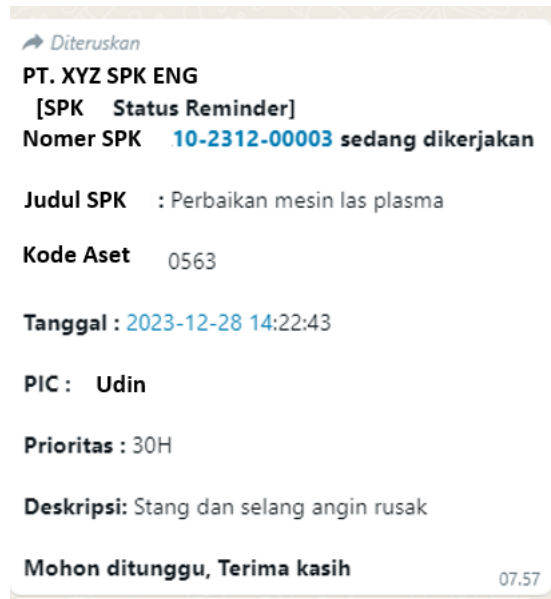 Diteruskan
PT. XYZ SPK ENG
[SPK Status Reminder]
Nomer SPK 10-2312-00003 sedang dikerjakan
Judul SPK : Perbaikan mesin las plasma
Kode Aset 0563
Tanggal : 2023-12-28 14:22:43
PIC : Udin
Prioritas : 30H
Deskripsi: Stang dan selang angin rusak
Mohon ditunggu, Terima kasih
07.57